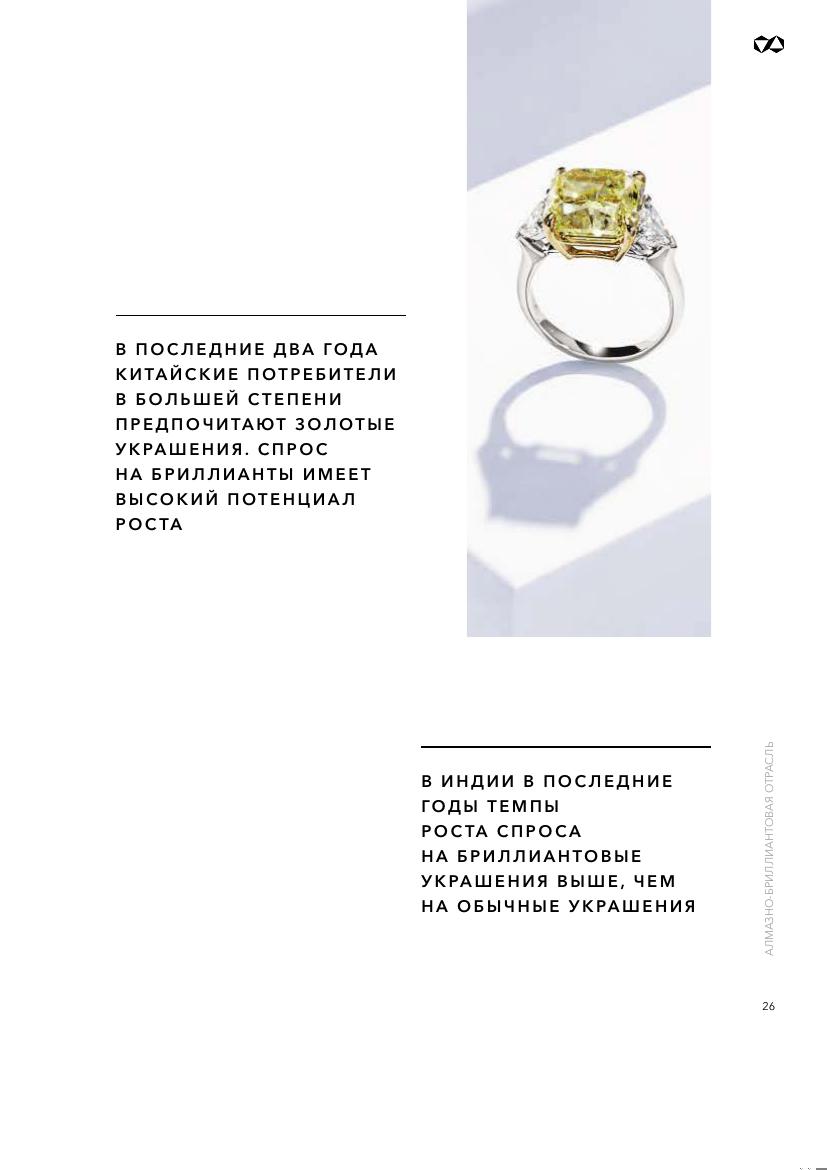 В ПОСЛЕДНИЕ ДВА ГОДА
КИТАЙСКИЕ ПОТРЕБИТЕЛИ
В БОЛЬШЕЙ СТЕПЕНИ
ПРЕДПОЧИТАЮТ ЗОЛОТЫЕ
УКРАШЕНИЯ. СПРОС
НА БРИЛЛИАНТЫ ИМЕЕТ
ВЫСОКИЙ ПОТЕНЦИАЛ
РОСТА
В ИНДИИ В ПОСЛЕДНИЕ
ГОДЫ ТЕМПЫ
РОСТА СПРОСА
НА БРИЛЛИАНТОВЫЕ
УКРАШЕНИЯ ВЫШЕ, ЧЕМ
НА ОБЫЧНЫЕ УКРАШЕНИЯ
АЛМАЗНО-БРИЛЛИАНТОВАЯ ОТРАСЛЬ
26